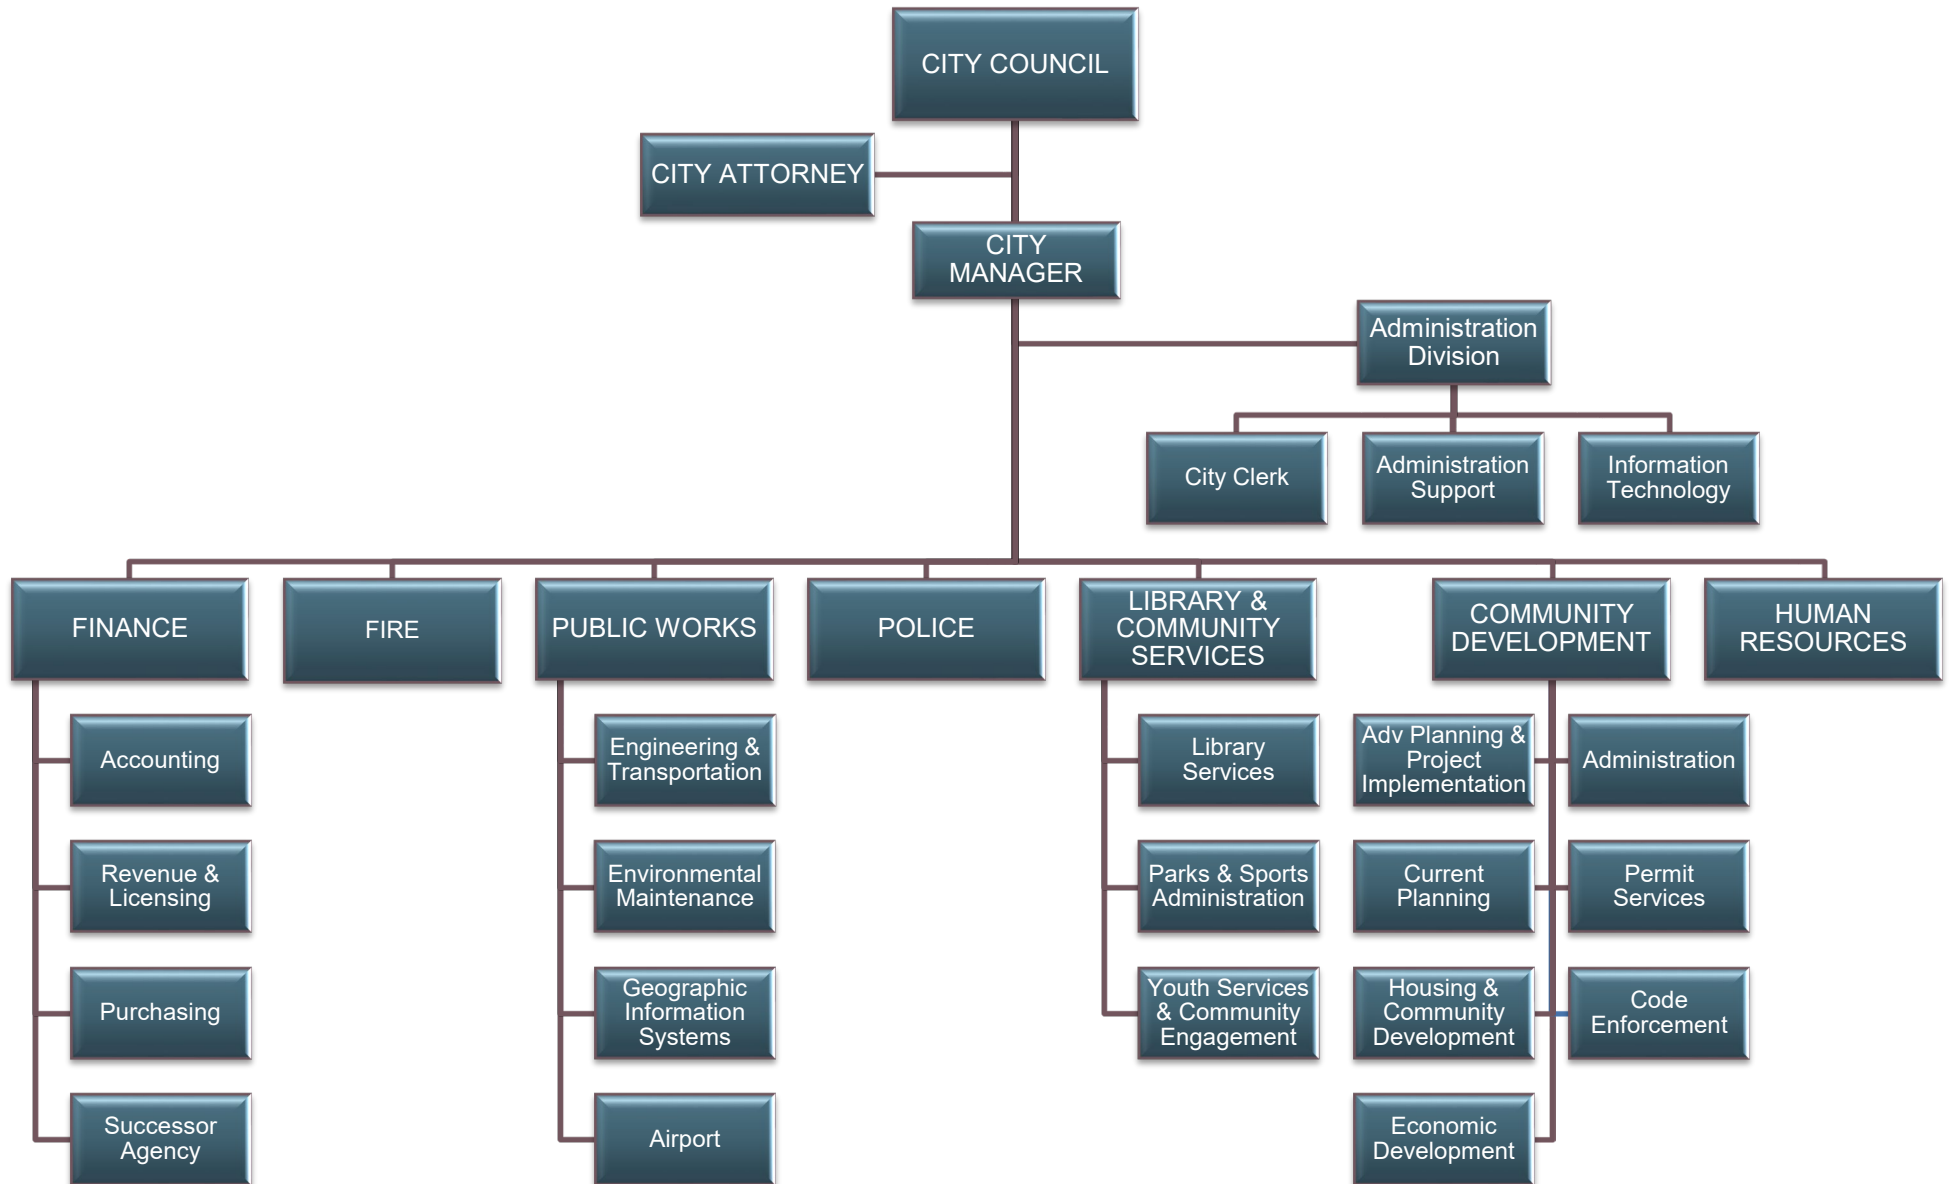 CITY COUNCIL
CITY ATTORNEY
CITY
MANAGER
Administration
Division
City Clerk
Administration
Support
Information
Technology
FINANCE
FIRE
PUBLIC WORKS
POLICE
LIBRARY &
COMMUNITY
SERVICES
COMMUNITY
DEVELOPMENT
HUMAN
RESOURCES
Accounting
Revenue &
Licensing
Purchasing
Successor
Agency
Engineering &
Transportation
Environmental
Maintenance
Geographic
Information
Systems
Airport
Library
Services
Parks & Sports
Administration
Youth Services
& Community
Engagement
Adv Planning &
Project
Implementation
Administration
Current
Planning
Permit
Services
Housing &
Community
Development
Code
Enforcement
Economic
Development